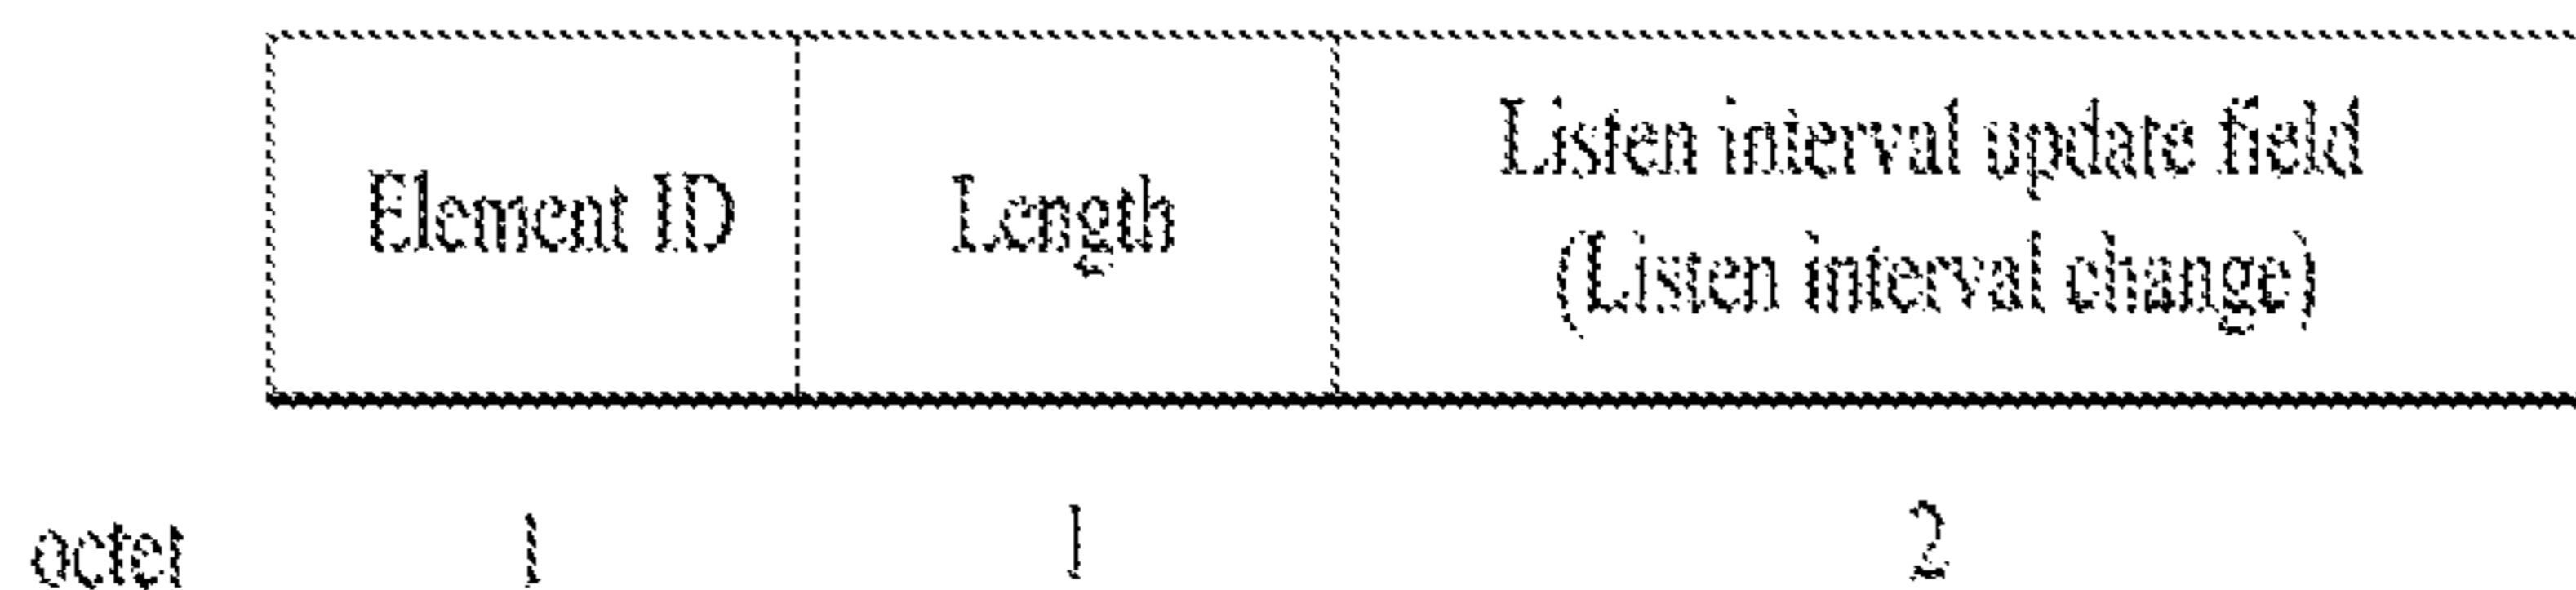 Element ID
Length
Listen interval update field
(Listen interval change)
octet 1 1 2